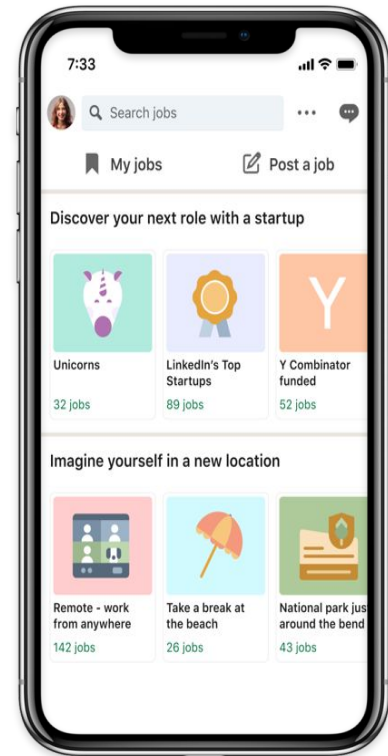 7:33
Search jobs
My jobs
Post a job
Discover your next role with a startup
Y
Unicorns
32 jobs
LinkedIn's Top
Startups
89 jobs
Y Combinator
funded
52 jobs
Imagine yourself in a new location
Remote - work
from anywhere
142 jobs
Take a break at
the beach
26 jobs
National park jus
around the bend
43 jobs